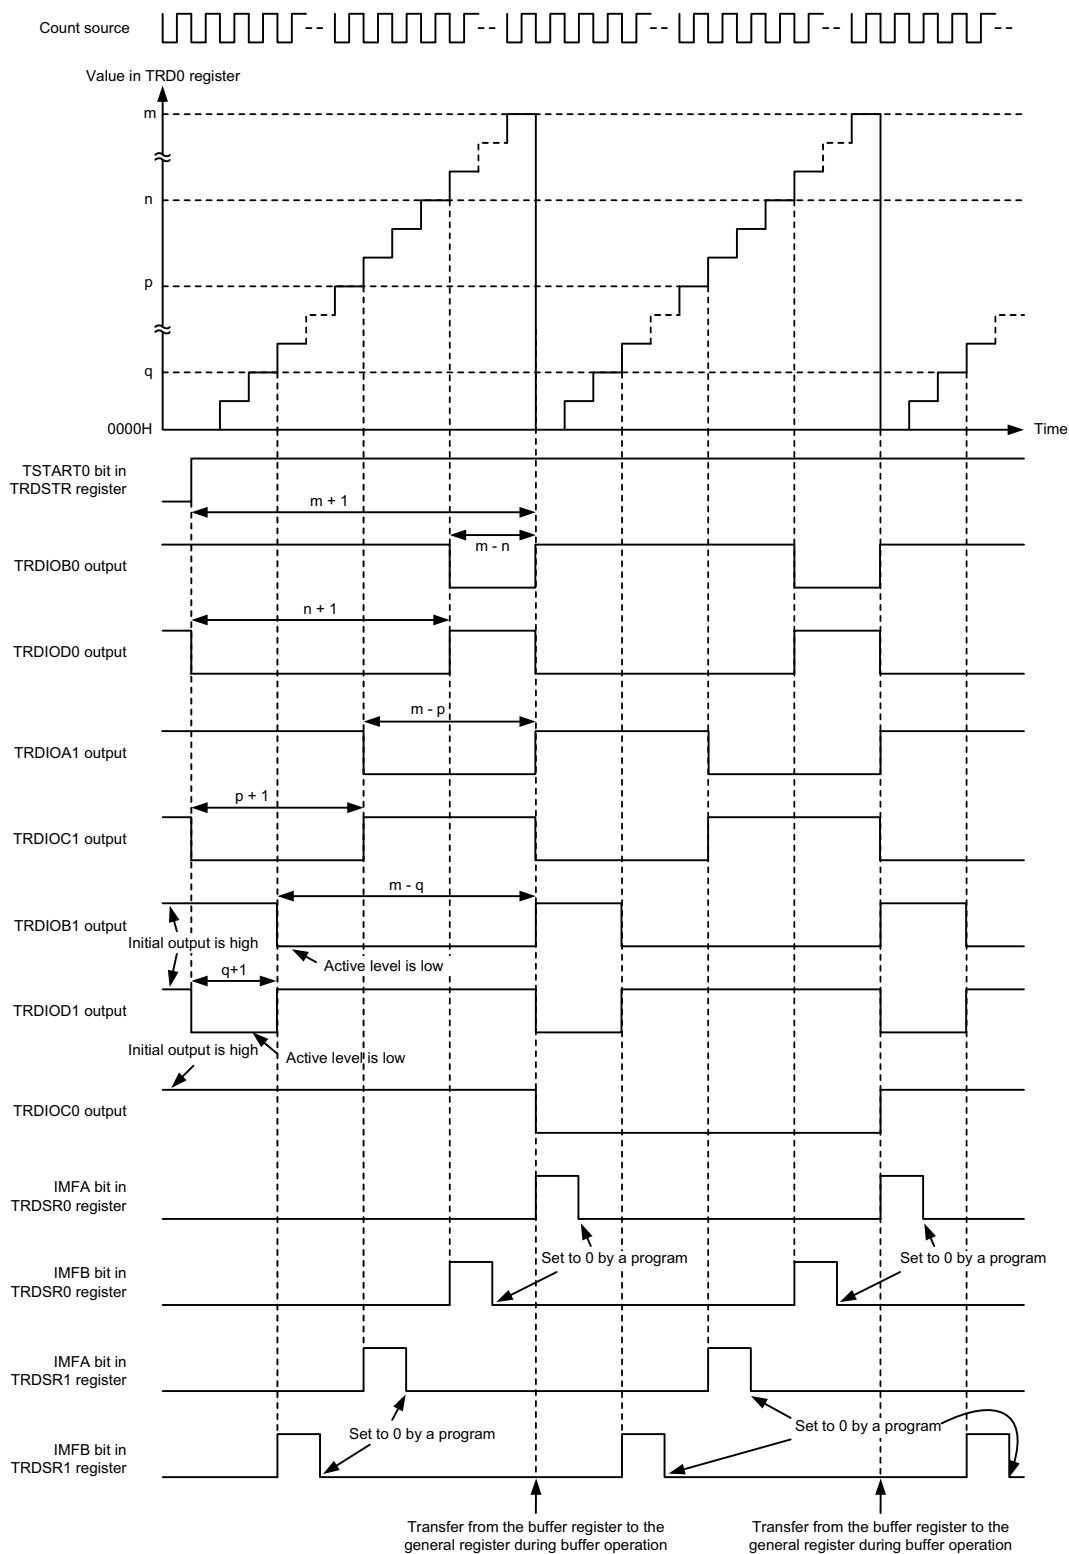 Count source
Value in TRD0 register
m
n
p
q
0000H
Time
TSTART0 bit in
TRDSTR register
m + 1
m - n
TRDIOB0 output
n + 1
TRDIOD0 output
m - p
TRDIOA1 output
p + 1
TRDIOC1 output
m - q
TRDIOB1 output
Initial output is high
Active level is low
q+1
TRDIOD1 output
Initial output is high
Active level is low
TRDIOC0 output
IMFA bit in
TRDSR0 register
Set to 0 by a program
Set to 0 by a program
IMFB bit in
TRDSR0 register
IMFA bit in
TRDSR1 register
Set to 0 by a program
Set to 0 by a program
IMFB bit in
TRDSR1 register
Transfer from the buffer register to the
general register during buffer operation
Transfer from the buffer register to the
general register during buffer operation